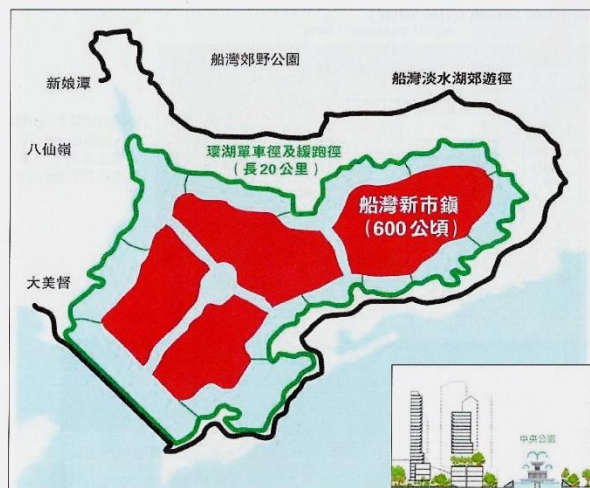 船灣郊野公園
新娘潭
船灣淡水湖郊遊徑
八仙嶺
環湖單車徑及緩跑徑
(長20公里)
船灣新市鎮
(600公頃)
大美督
中央公園